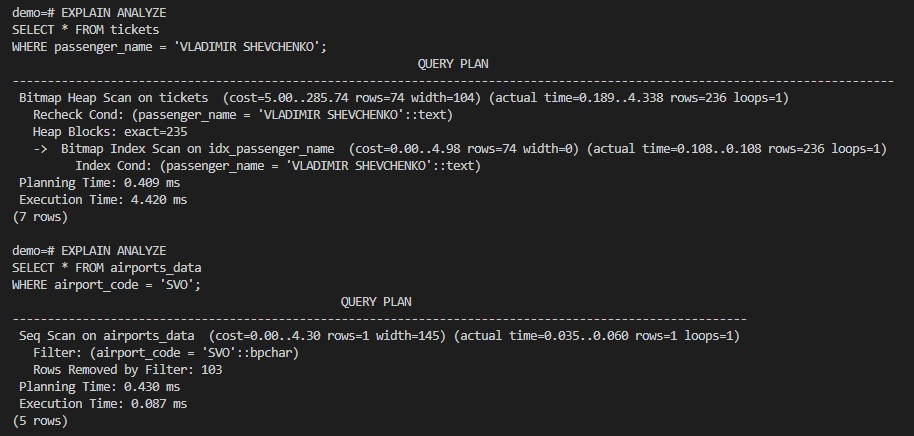 demo=# EXPLAIN ANALYZE
SELECT * FROM tickets
WHERE passenger_name = 'VLADIMIR SHEVCHENKO';
QUERY PLAN
----------------------------------------------------------------------------------------------------------------------------
Bitmap Heap Scan on tickets  (cost=5.00..285.74 rows=74 width=104) (actual time=0.189..4.338 rows=236 loops=1)
Recheck Cond: (passenger_name = 'VLADIMIR SHEVCHENKO'::text)
Heap Blocks: exact=235
->  Bitmap Index Scan on idx_passenger_name  (cost=0.00..4.98 rows=74 width=0) (actual time=0.108..0.108 rows=236 loops=1)
Index Cond: (passenger_name = 'VLADIMIR SHEVCHENKO'::text)
Planning Time: 0.409 ms
Execution Time: 4.420 ms
(7 rows)
demo=# EXPLAIN ANALYZE
SELECT * FROM airports_data
WHERE airport_code = 'SVO';
QUERY PLAN
-------------------------------------------------------------------------------------------------------
Seq Scan on airports_data  (cost=0.00..4.30 rows=1 width=145) (actual time=0.035..0.060 rows=1 loops=1)
Filter: (airport_code = 'SVO'::bpchar)
Rows Removed by Filter: 103
Planning Time: 0.430 ms
Execution Time: 0.087 ms
(5 rows)